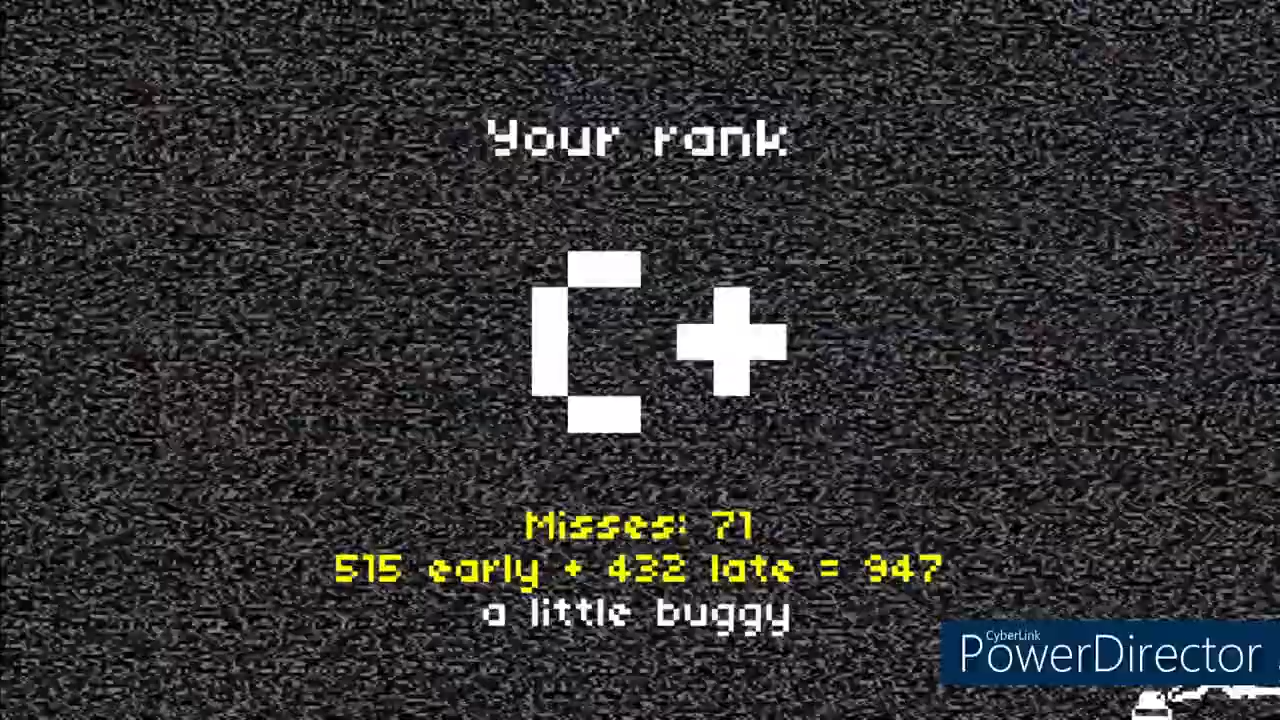 Your rank
C+
Misses: 71
515 early + 432 late = 947
a little buggy
CyberLink
PowerDirector